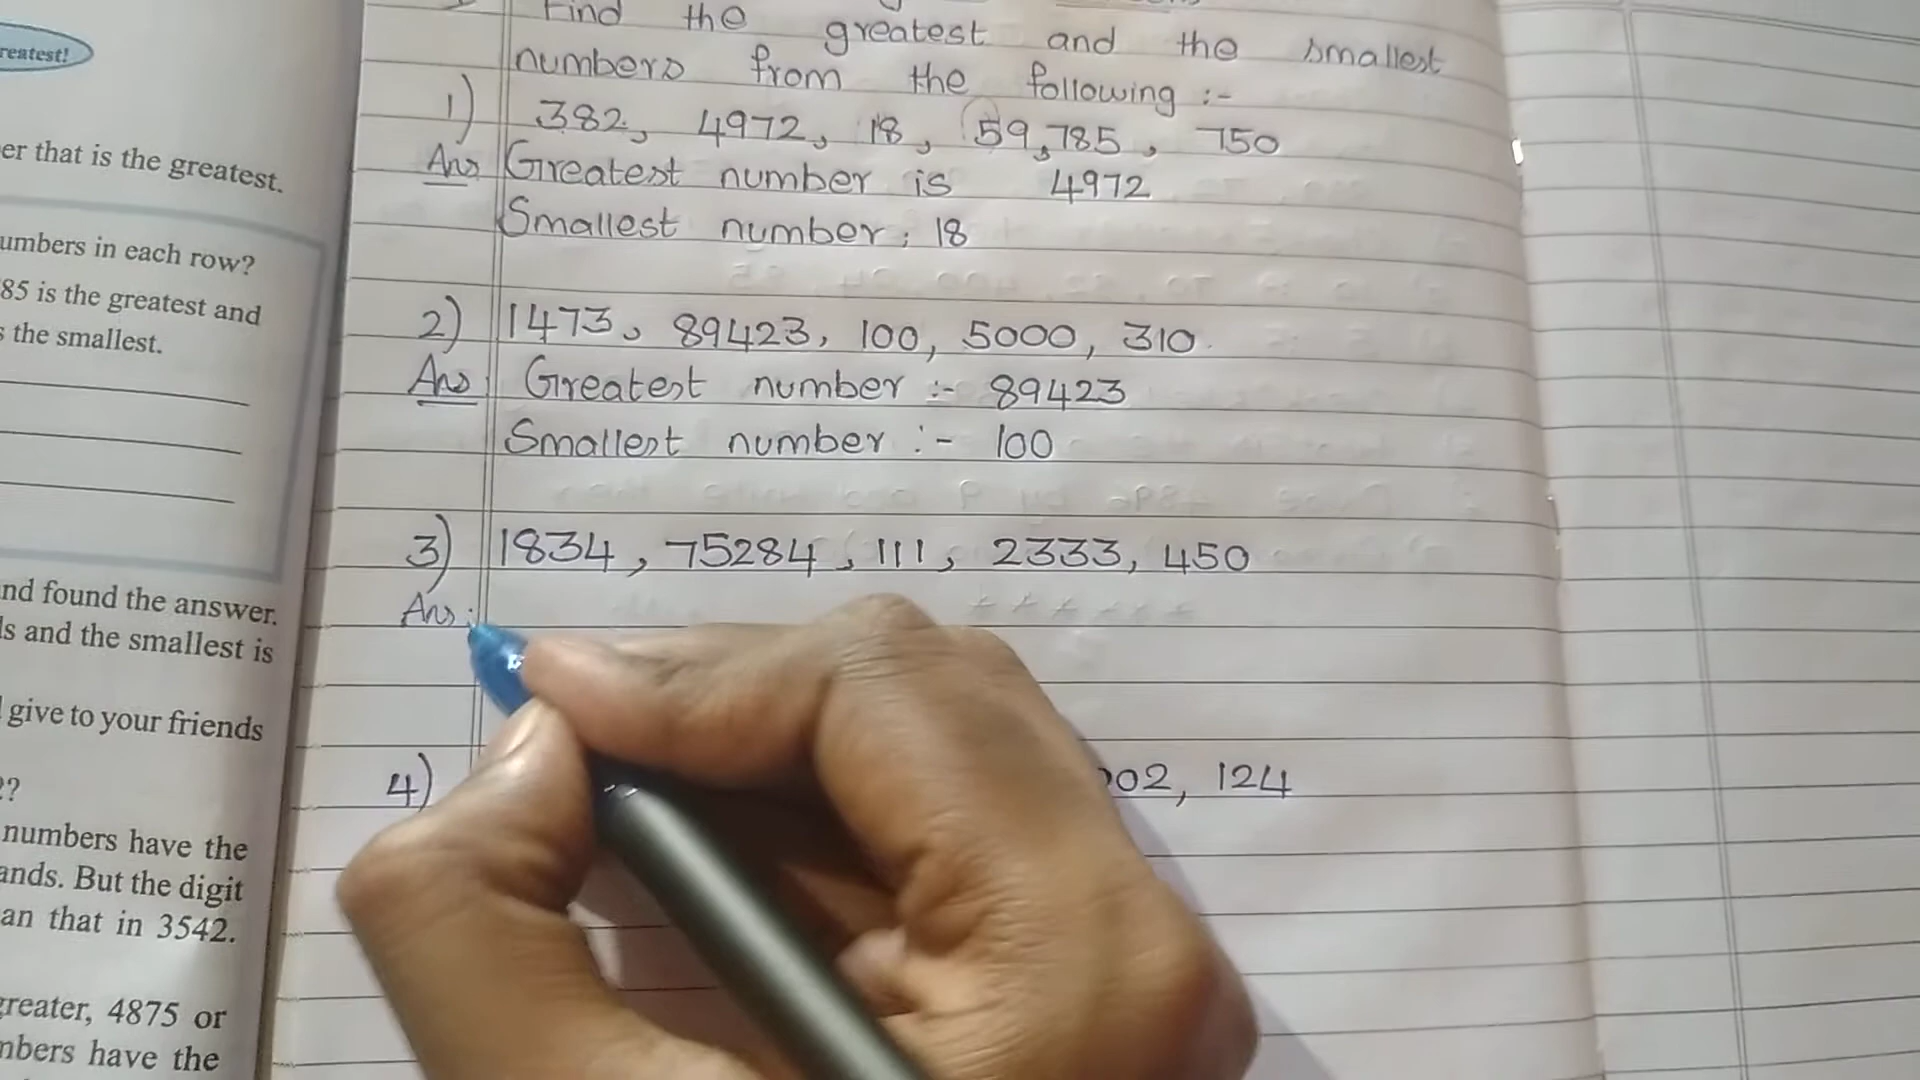 reatest!
er that is the greatest.
umbers in each row?
85 is the greatest and
s the smallest.
nd found the answer.
ls and the smallest is
give to your friends
2?
numbers have the
ands. But the digit
an that in 3542.
greater, 4875 or
mbers have the
Find the greatest and the smallest
numbers from the following :-
1) 382, 4972, 18, 59,785, 750
Ans: Greatest number is 4972
Smallest number: 18
2) 1473, 89423, 100, 5000, 310
Ans: Greatest number :- 89423
Smallest number :- 100
3) 1834, 75284, 111, 2333, 450
Ans:
4) 002, 124